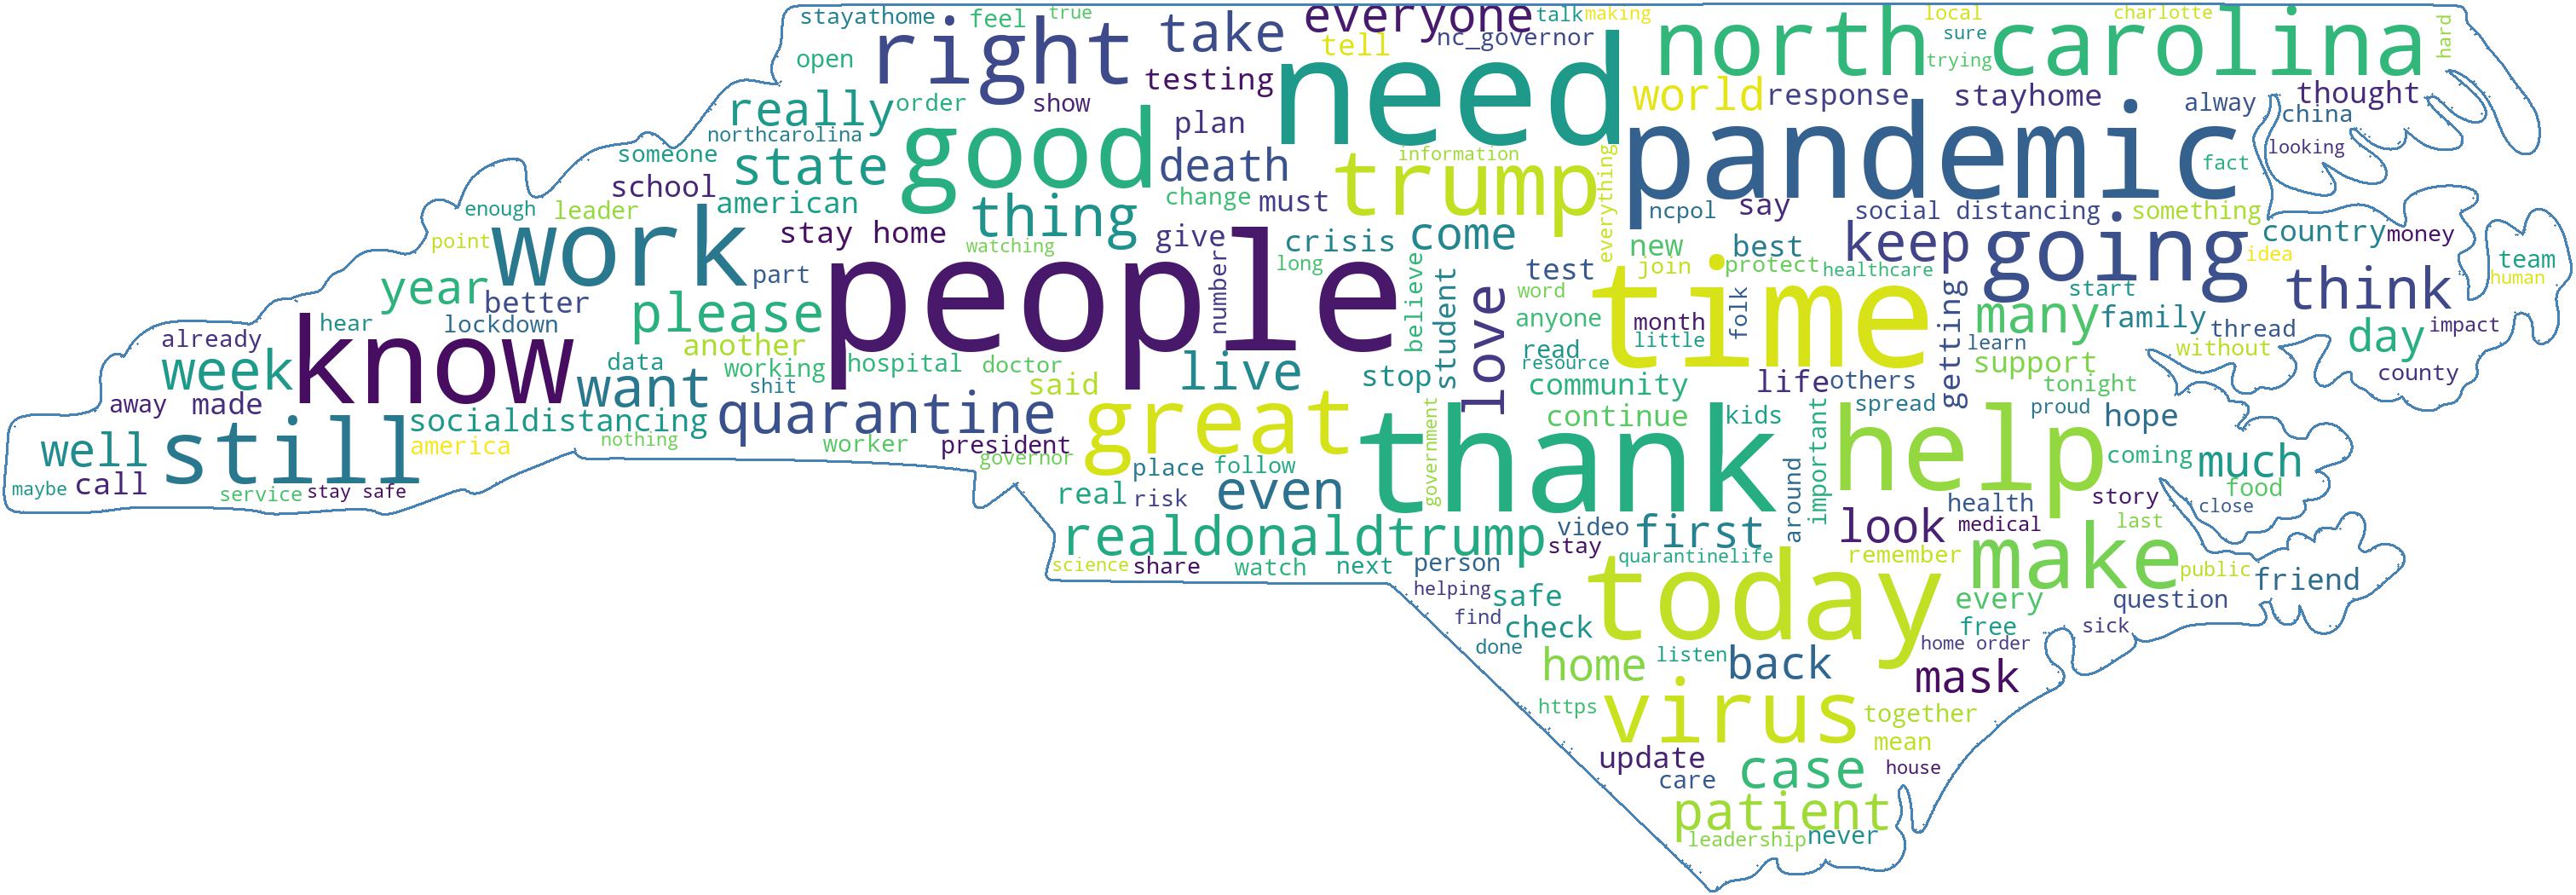 stayathome
feel
true
everyone
talk
making
local
charlotte
right
take
tell
nc_governor
north
carolina
sure
trying
hard
open
testing
need
really
order
show
world
response
stayhome
alway
thought
northcarolina
good
plan
pandemic
china
someone
state
death
information
trump
everything
looking
fact
school
american
change
must
enough
leader
thing
ncpol
say
social distancing
something
point
work
stay home
watching
give
crisis
come
new
best
keep
going
country
money
idea
year
better
part
people
number
long
believe
test
join
protect
healthcare
team
human
please
student
love
word
time
folk
getting
start
think
already
hear
lockdown
another
anyone
month
little
many
family
thread
day
impact
week
know
data
working
hospital
doctor
live
read
resource
learn
without
want
shit
said
stop
community
life
others
support
tonight
county
away
made
socialdistancing
quarantine
great
continue
kids
spread
proud
hope
well
still
america
nothing
worker
president
governor
government
thank
important
help
coming
much
maybe
call
service
stay safe
place
follow
real
risk
even
around
health
story
food
close
realdonaldtrump
video
first
look
medical
last
stay
science
share
watch
next
person
quarantinelife
remember
make
public
friend
helping
safe
today
every
question
find
check
free
sick
done
home
listen
back
home order
mask
https
virus
together
mean
update
care
case
house
patient
leadership
never